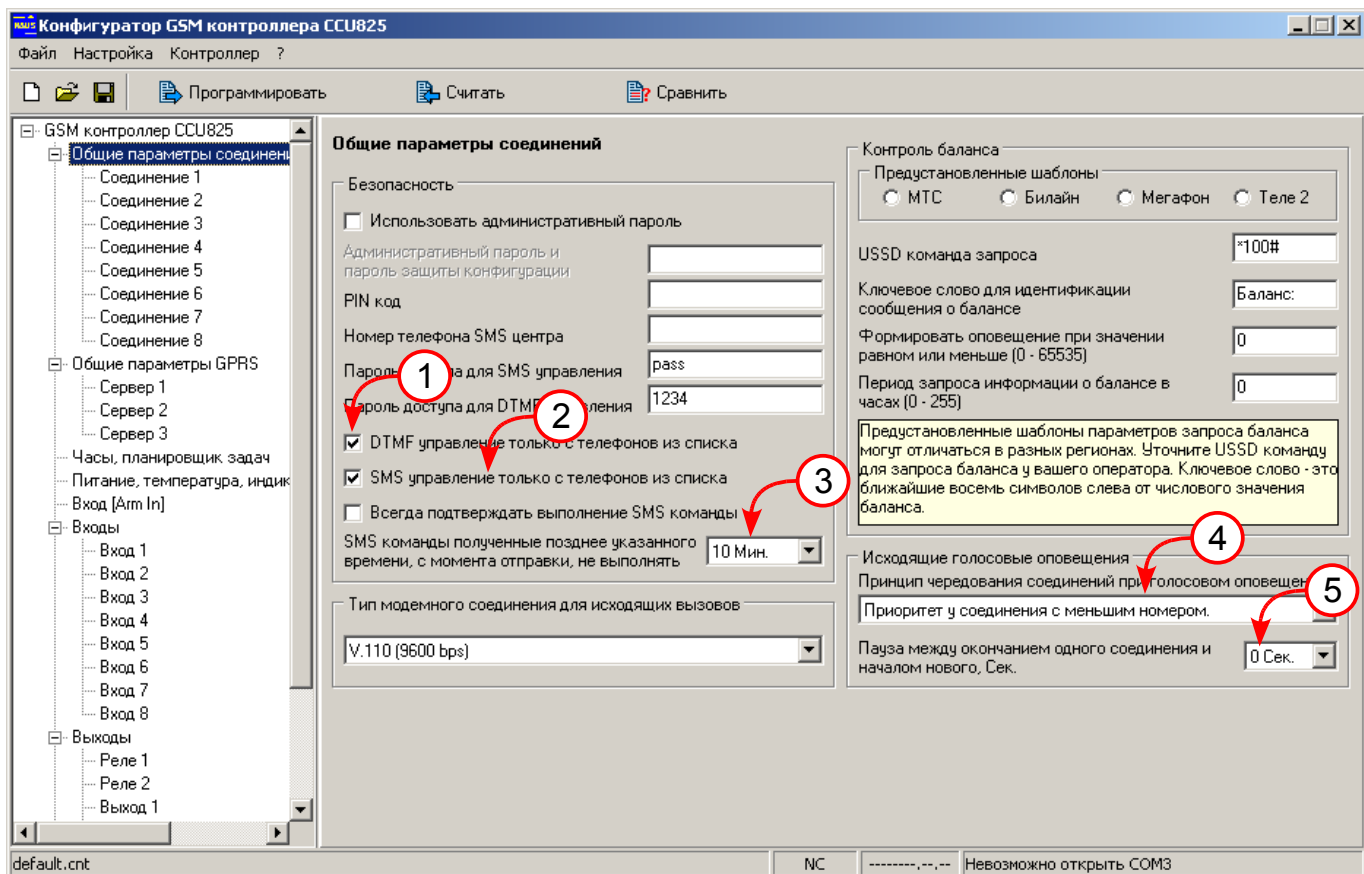 Конфигуратор GSM контроллера CCU825
Файл Настройка Контроллер ?
Программировать Считать Сравнить
GSM контроллер CCU825
Общие параметры соединени
Соединение 1
Соединение 2
Соединение 3
Соединение 4
Соединение 5
Соединение 6
Соединение 7
Соединение 8
Общие параметры GPRS
Сервер 1
Сервер 2
Сервер 3
Часы, планировщик задач
Питание, температура, индик
Вход [Arm In]
Входы
Вход 1
Вход 2
Вход 3
Вход 4
Вход 5
Вход 6
Вход 7
Вход 8
Выходы
Реле 1
Реле 2
Выход 1
Общие параметры соединений
Безопасность
Использовать административный пароль
Административный пароль и
пароль защиты конфигурации
PIN код
Номер телефона SMS центра
Пароль па для SMS управления pass
1
Пароль доступа для DTMF вления 1234
2
DTMF управление только с телефонов из списка
SMS управление только с телефонов из списка
3
Всегда подтверждать выполнение SMS команды
SMS команды полученные позднее указанного
времени, с момента отправки, не выполнять
10 Мин.
Тип модемного соединения для исходящих вызовов
V.110 (9600 bps)
Контроль баланса
Предустановленные шаблоны
МТС Билайн Мегафон Теле 2
USSD команда запроса *100#
Ключевое слово для идентификации
сообщения о балансе
Баланс:
Формировать оповещение при значении
равном или меньше (0 - 65535)
0
Период запроса информации о балансе в
часах (0 - 255)
0
Предустановленные шаблоны параметров запроса баланса
могут отличаться в разных регионах. Уточните USSD команду
для запроса баланса у вашего оператора. Ключевое слово - это
ближайшие восемь символов слева от числового значения
баланса.
4
Исходящие голосовые оповещения
Принцип чередования соединений при голосовом оповещен
5
Приоритет у соединения с меньшим номером.
Пауза между окончанием одного соединения и
началом нового, Сек.
0 Сек.
default.cnt NC --------.--.-- Невозможно открыть COM3